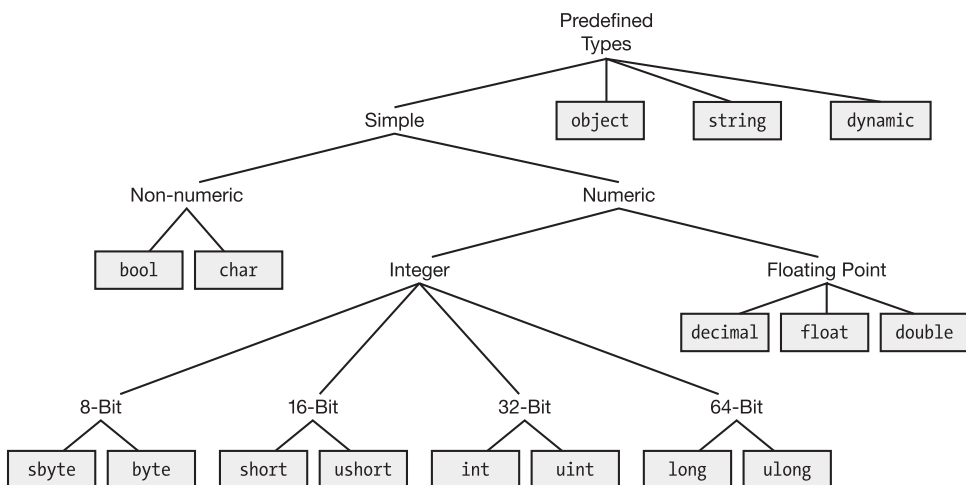 Predefined
Types
Simple
object
string
dynamic
Non-numeric
Numeric
bool
char
Integer
Floating Point
decimal
float
double
8-Bit
16-Bit
32-Bit
64-Bit
sbyte
byte
short
ushort
int
uint
long
ulong